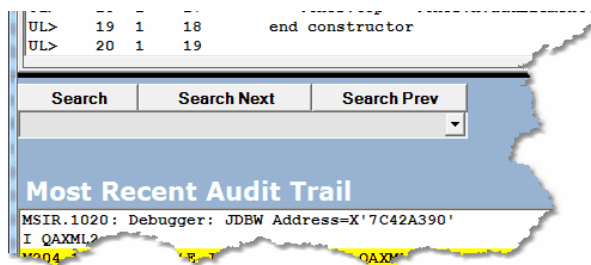 UL> 19 1 18 end constructor
UL> 20 1 19
Search Search Next Search Prev
Most Recent Audit Trail
MSIR.1020: Debugger: JDBW Address=X'7C42A390'
I QAXML2